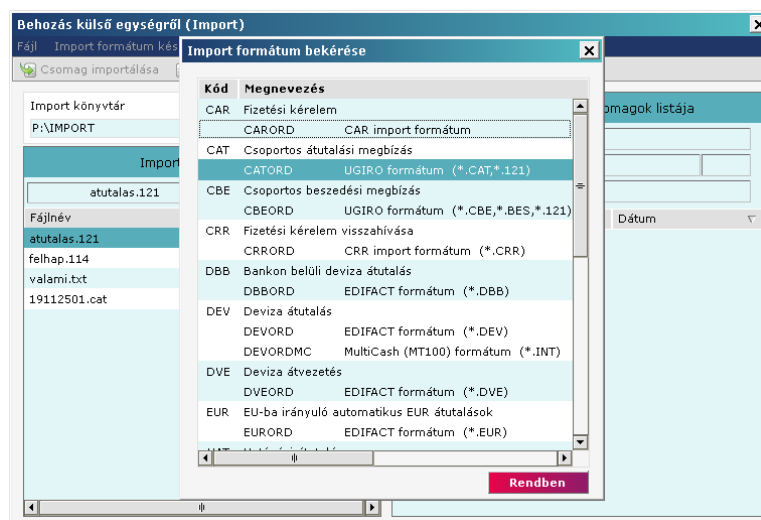 Behozás külső egységről (Import)
Fájl Import formátum kés
Csomag importálása
Import könyvtár
P:\IMPORT
Import
atutalas.121
Fájlnév
atutalas.121
felhap.114
valami.txt
19112501.cat
Import formátum bekérése
Kód Megnevezés
CAR Fizetési kérelem
CARORD CAR import formátum
CAT Csoportos átutalási megbízás
CATORD UGIRO formátum (*.CAT,*.121)
CBE Csoportos beszedési megbízás
CBEORD UGIRO formátum (*.CBE,*.BES,*.121)
CRR Fizetési kérelem visszahívása
CRRORD CRR import formátum (*.CRR)
DBB Bankon belüli deviza átutalás
DBBORD EDIFACT formátum (*.DBB)
DEV Deviza átutalás
DEVORD EDIFACT formátum (*.DEV)
DEVORDMC MultiCash (MT100) formátum (*.INT)
DVE Deviza átvezetés
DVEORD EDIFACT formátum (*.DVE)
EUR EU-ba irányuló automatikus EUR átutalások
EURORD EDIFACT formátum (*.EUR)
Rendben
omagok listája
Dátum